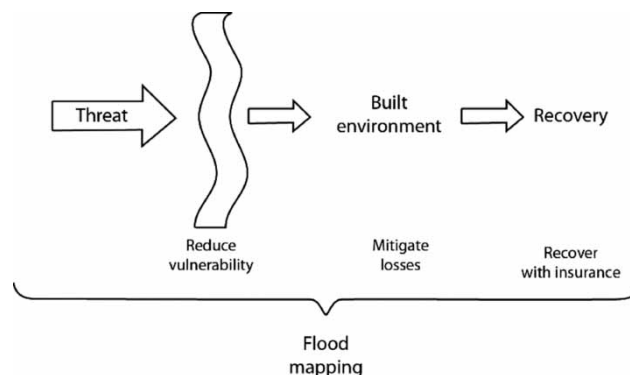 Threat
Built
environment
Recovery
Reduce
vulnerability
Mitigate
losses
Recover
with insurance
Flood
mapping